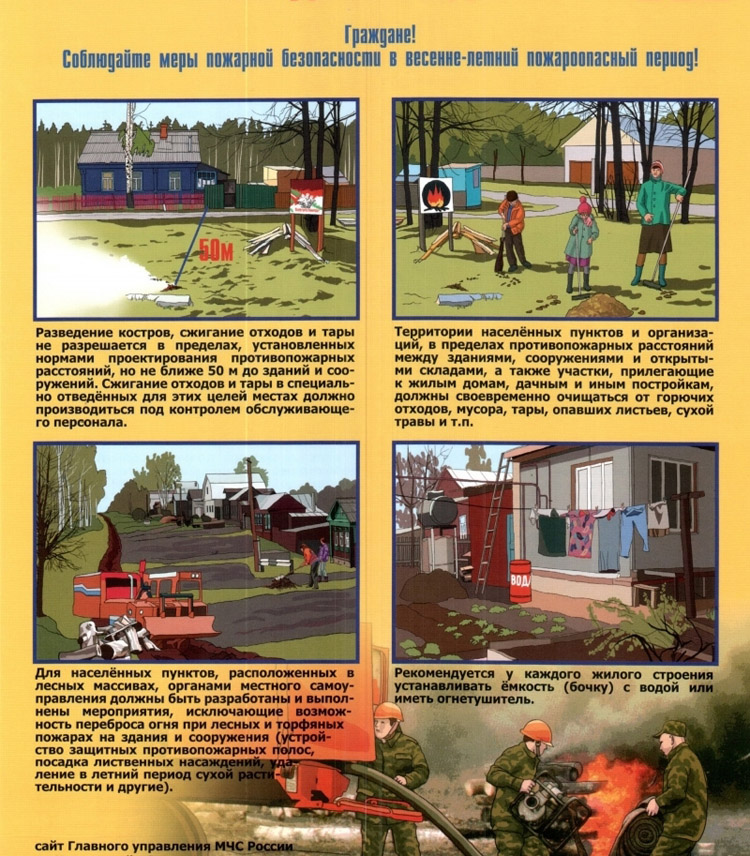 Граждане!
Соблюдайте меры пожарной безопасности в весенне-летний пожароопасный период!
50м
Разведение костров, сжигание отходов и тары
не разрешается в пределах, установленных
нормами проектирования противопожарных
расстояний, но не ближе 50 м до зданий и соо-
ружений. Сжигание отходов и тары в специаль-
но отведённых для этих целей местах должно
производиться под контролем обслуживающе-
го персонала.
Территории населённых пунктов и организа-
ций, в пределах противопожарных расстояний
между зданиями, сооружениями и открыты-
ми складами, а также участки, прилегающие
к жилым домам, дачным и иным постройкам,
должны своевременно очищаться от горючих
отходов, мусора, тары, опавших листьев, сухой
травы и т.п.
ВОДА
Для населённых пунктов, расположенных в
лесных массивах, органами местного самоу-
правления должны быть разработаны и выпол-
нены мероприятия, исключающие возмож-
ность переброса огня при лесных и торфяных
пожарах на здания и сооружения (устрой-
ство защитных противопожарных полос,
посадка лиственных насаждений, уда-
ление в летний период сухой расти-
тельности и другие).
Рекомендуется у каждого жилого строения
устанавливать ёмкость (бочку) с водой или
иметь огнетушитель.
сайт Главного управления МЧС России